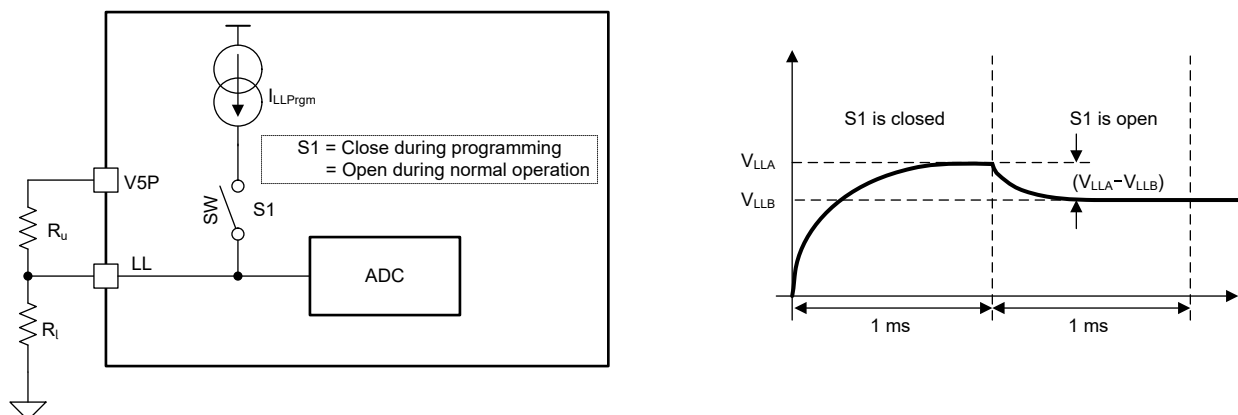 I_LLPrgm
S1 = Close during programming
= Open during normal operation
V5P
SW
S1
R_u
LL
ADC
R_l
S1 is closed
S1 is open
V_LLA
(V_LLA−V_LLB)
V_LLB
1 ms
1 ms